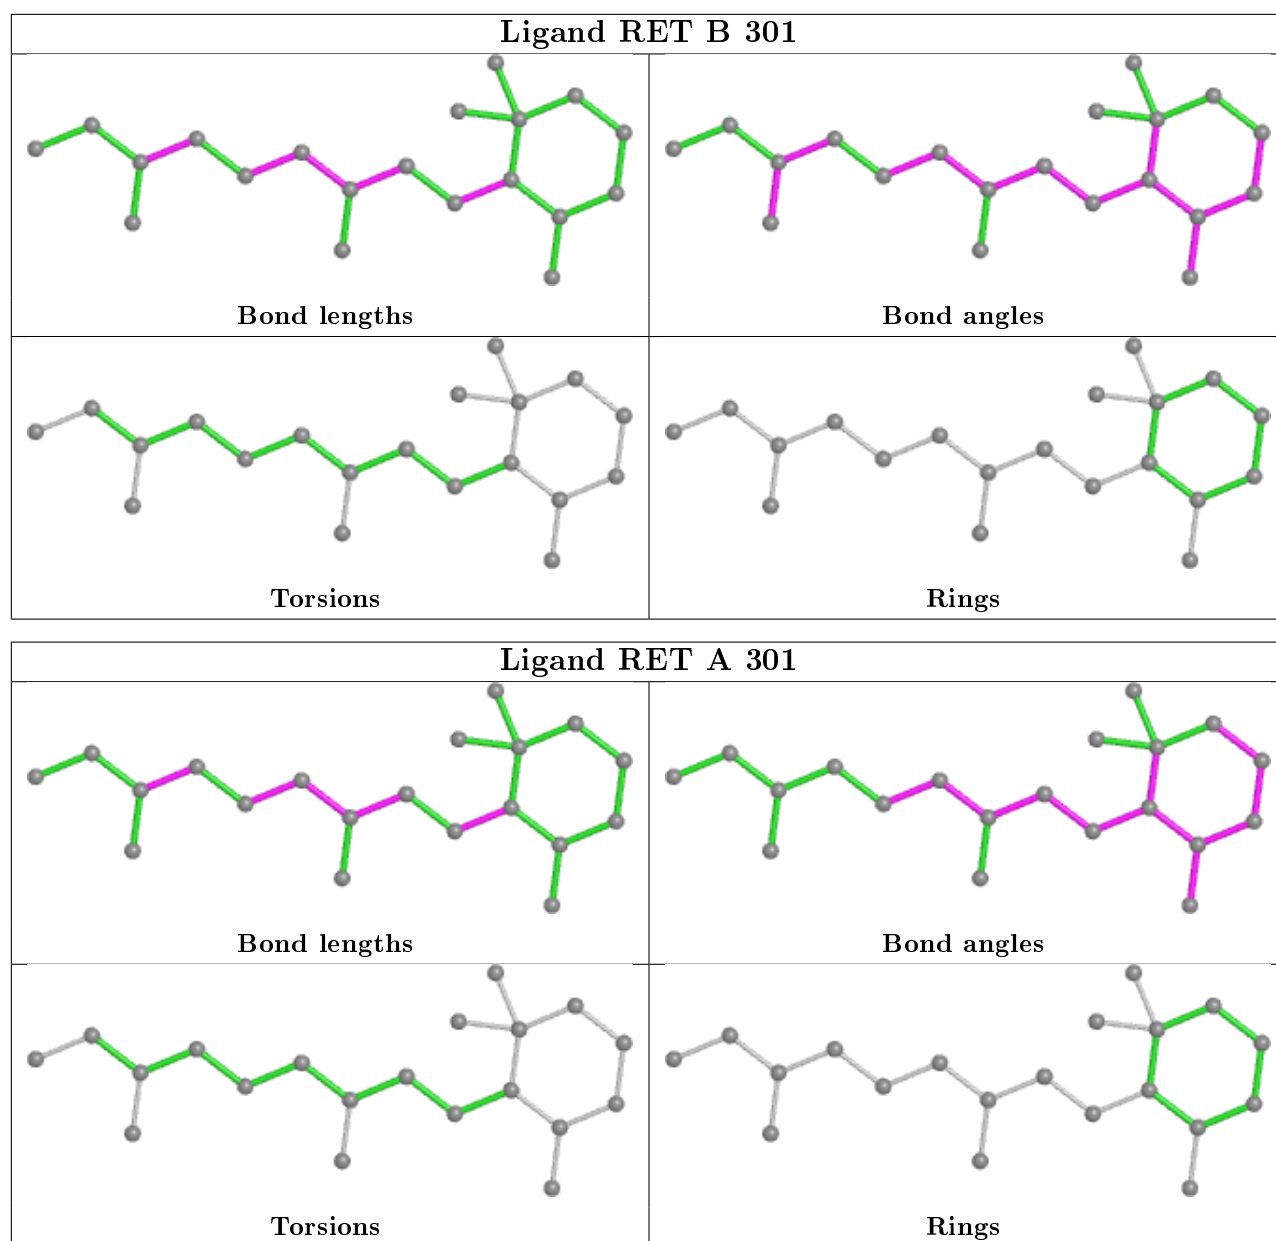 Ligand RET B 301
Bond lengths
Bond angles
Torsions
Rings
Ligand RET A 301
Bond lengths
Bond angles
Torsions
Rings